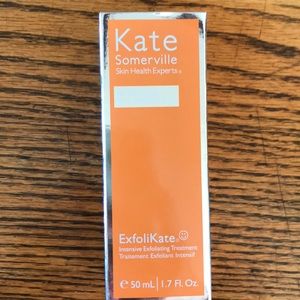 Kate
Somerville
Skin Health Experts®
ExfoliKate®
Intensive Exfoliating Treatment
Traitement Exfoliant Intensif
℮ 50 mL | 1.7 Fl. Oz.